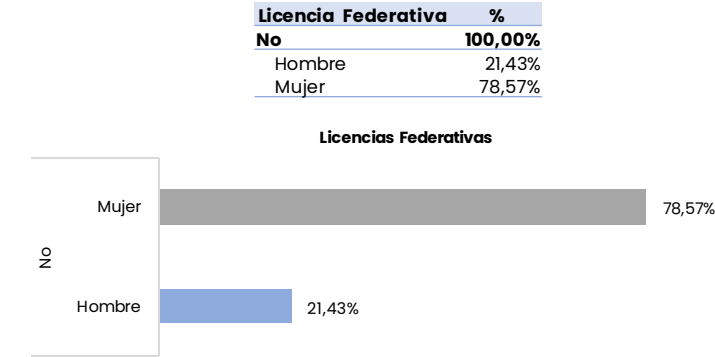 Licencia Federativa %
No 100,00%
Hombre 21,43%
Mujer 78,57%
Licencias Federativas
Mujer 78,57%
No
Hombre 21,43%